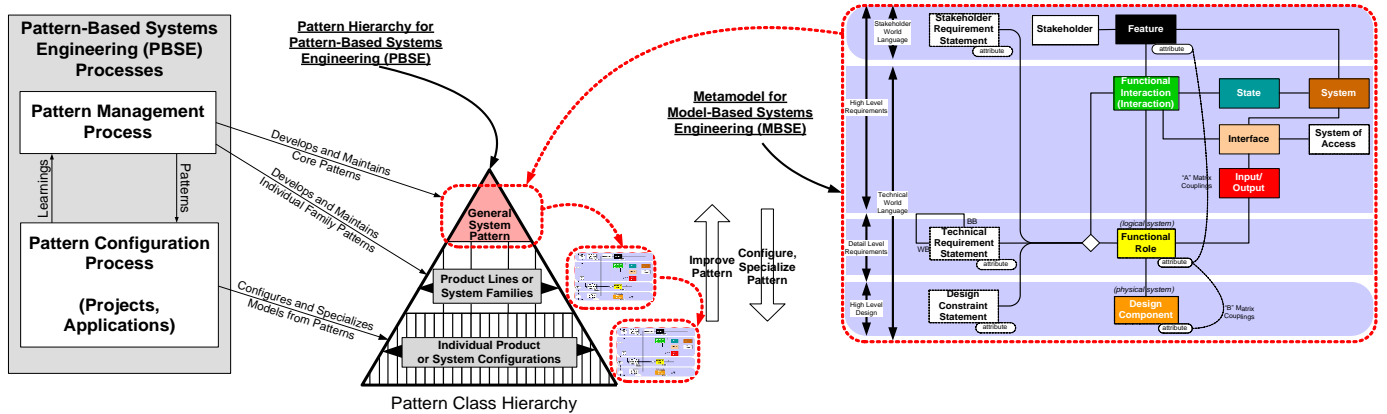 Pattern-Based Systems
Engineering (PBSE)
Processes
Pattern Management
Process
Learnings
Patterns
Pattern Configuration
Process
(Projects,
Applications)
Pattern Hierarchy for
Pattern-Based Systems
Engineering (PBSE)
Develops and Maintains
Core Patterns
Develops and Maintains
Individual Family Patterns
Configures and Specializes
Models from Patterns
General
System
Pattern
Product Lines or
System Families
Individual Product
or System Configurations
Pattern Class Hierarchy
Improve
Pattern
Configure,
Specialize
Pattern
Metamodel for
Model-Based Systems
Engineering (MBSE)
Stakeholder
World
Language
High Level
Requirements
Technical
World
Language
Detail Level
Requirements
High Level
Design
Stakeholder
Requirement
Statement
attribute
Stakeholder
Feature
attribute
Functional
Interaction
(Interaction)
State
System
Interface
System of
Access
Input/
Output
"A" Matrix
Couplings
BB
WB
Technical
Requirement
Statement
attribute
(logical system)
Functional
Role
attribute
Design
Constraint
Statement
attribute
(physical system)
Design
Component
attribute
"B" Matrix
Couplings